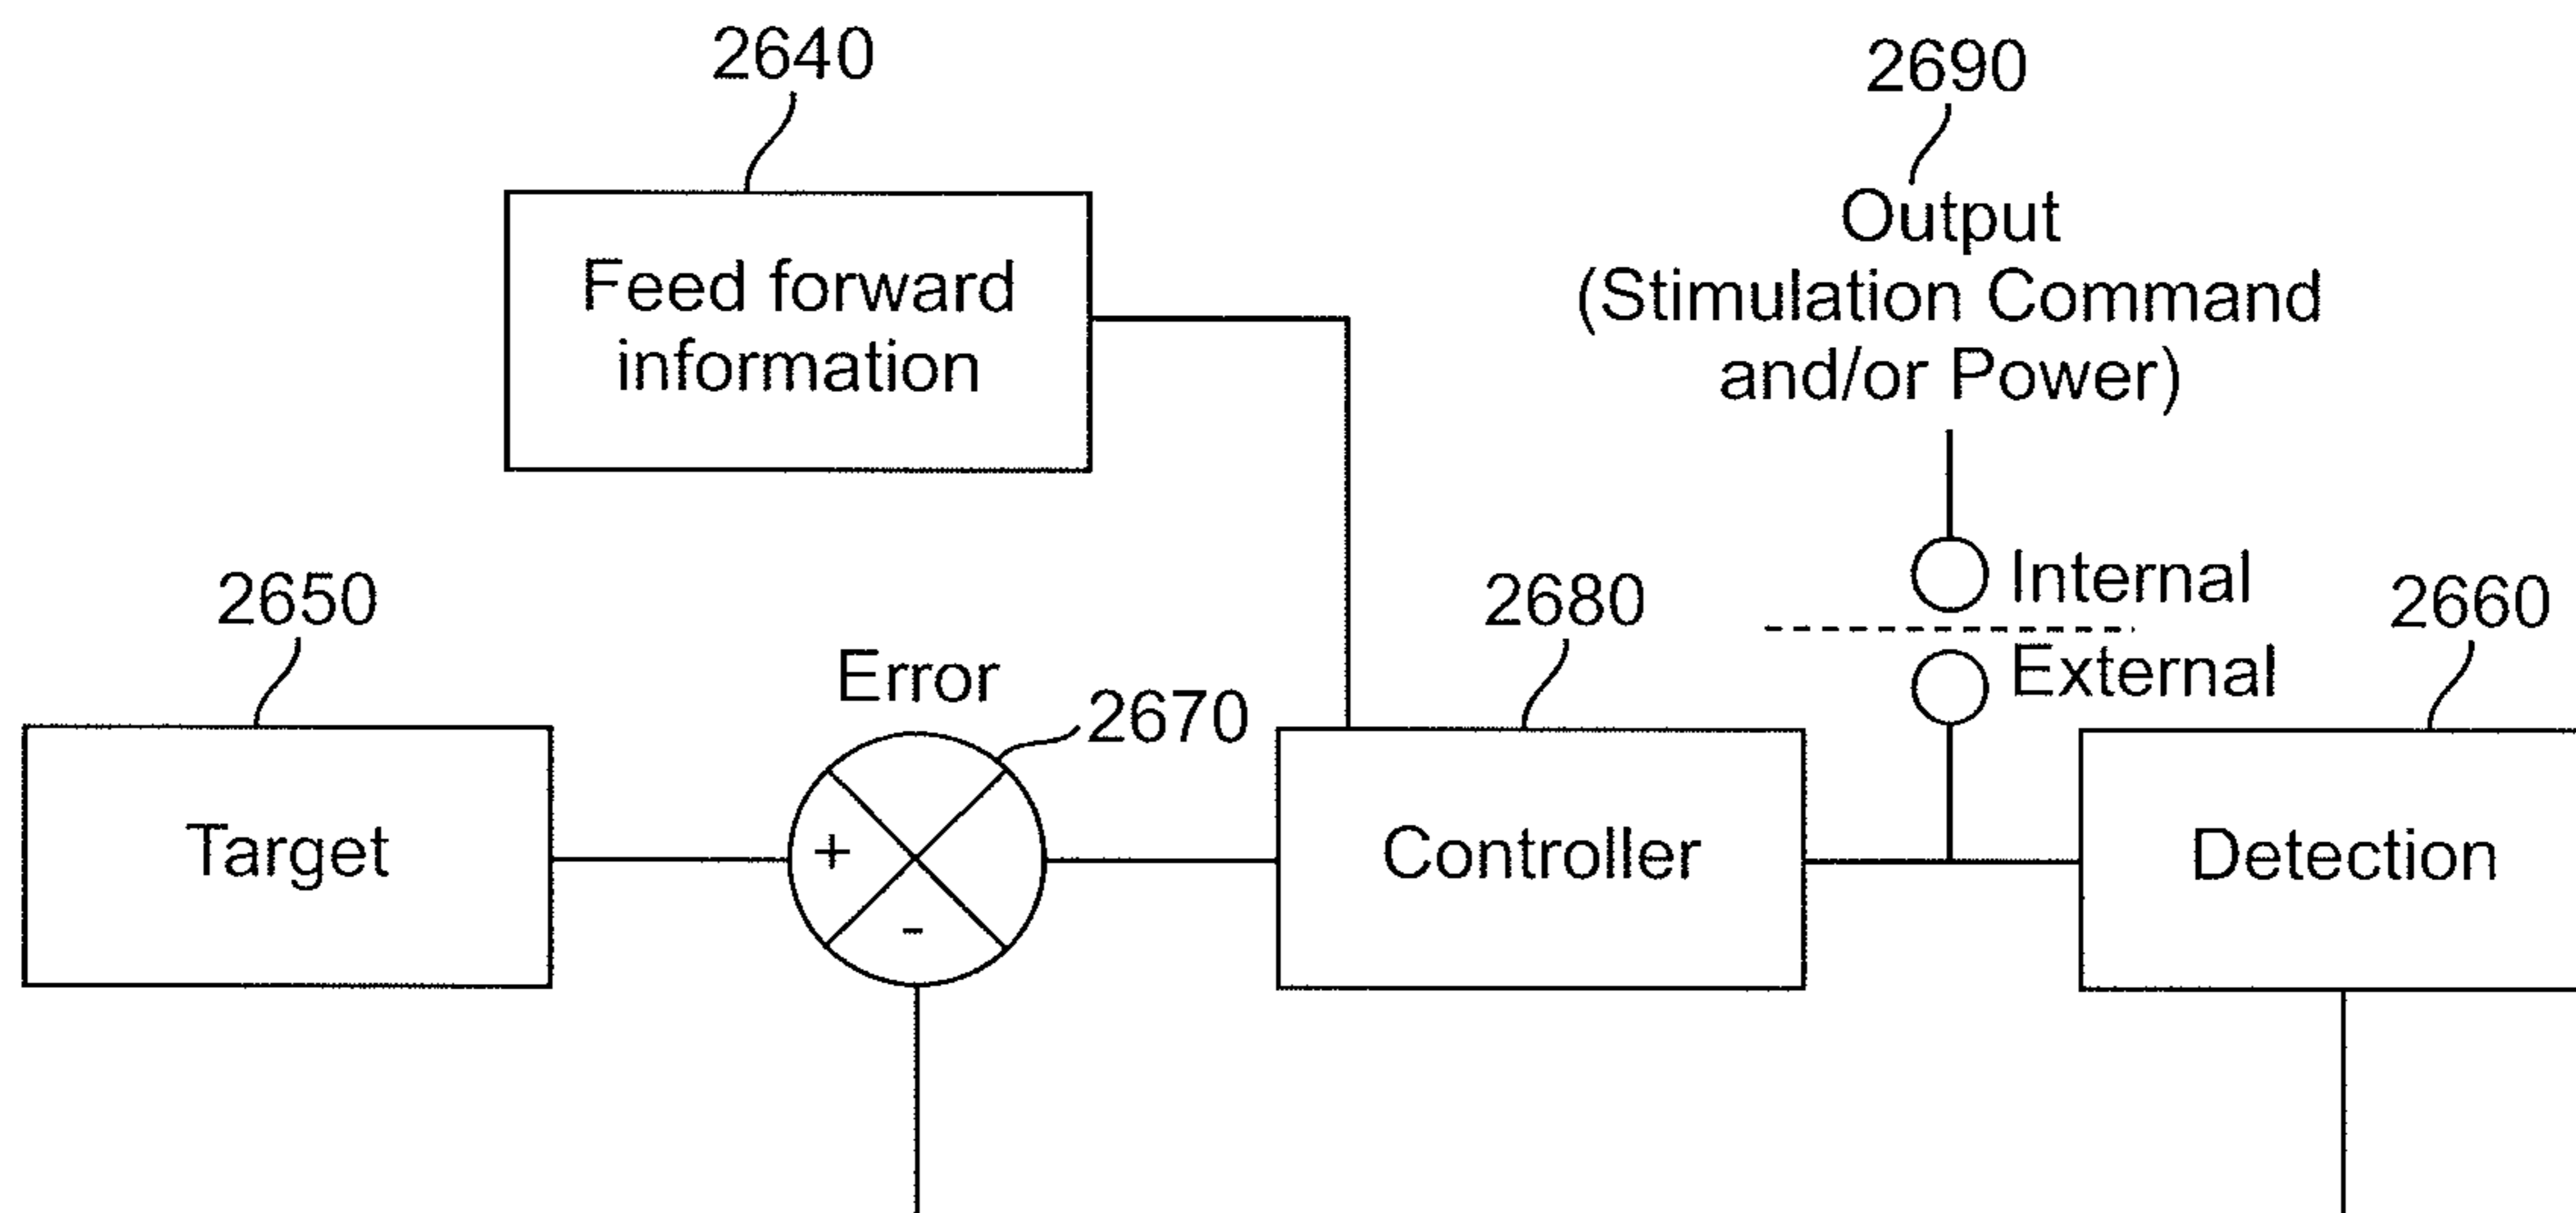 2640
2690
Feed forward
information
Output
(Stimulation Command
and/or Power)
Internal
External
2650
Error
2670
2680
2660
Target
+
-
Controller
Detection